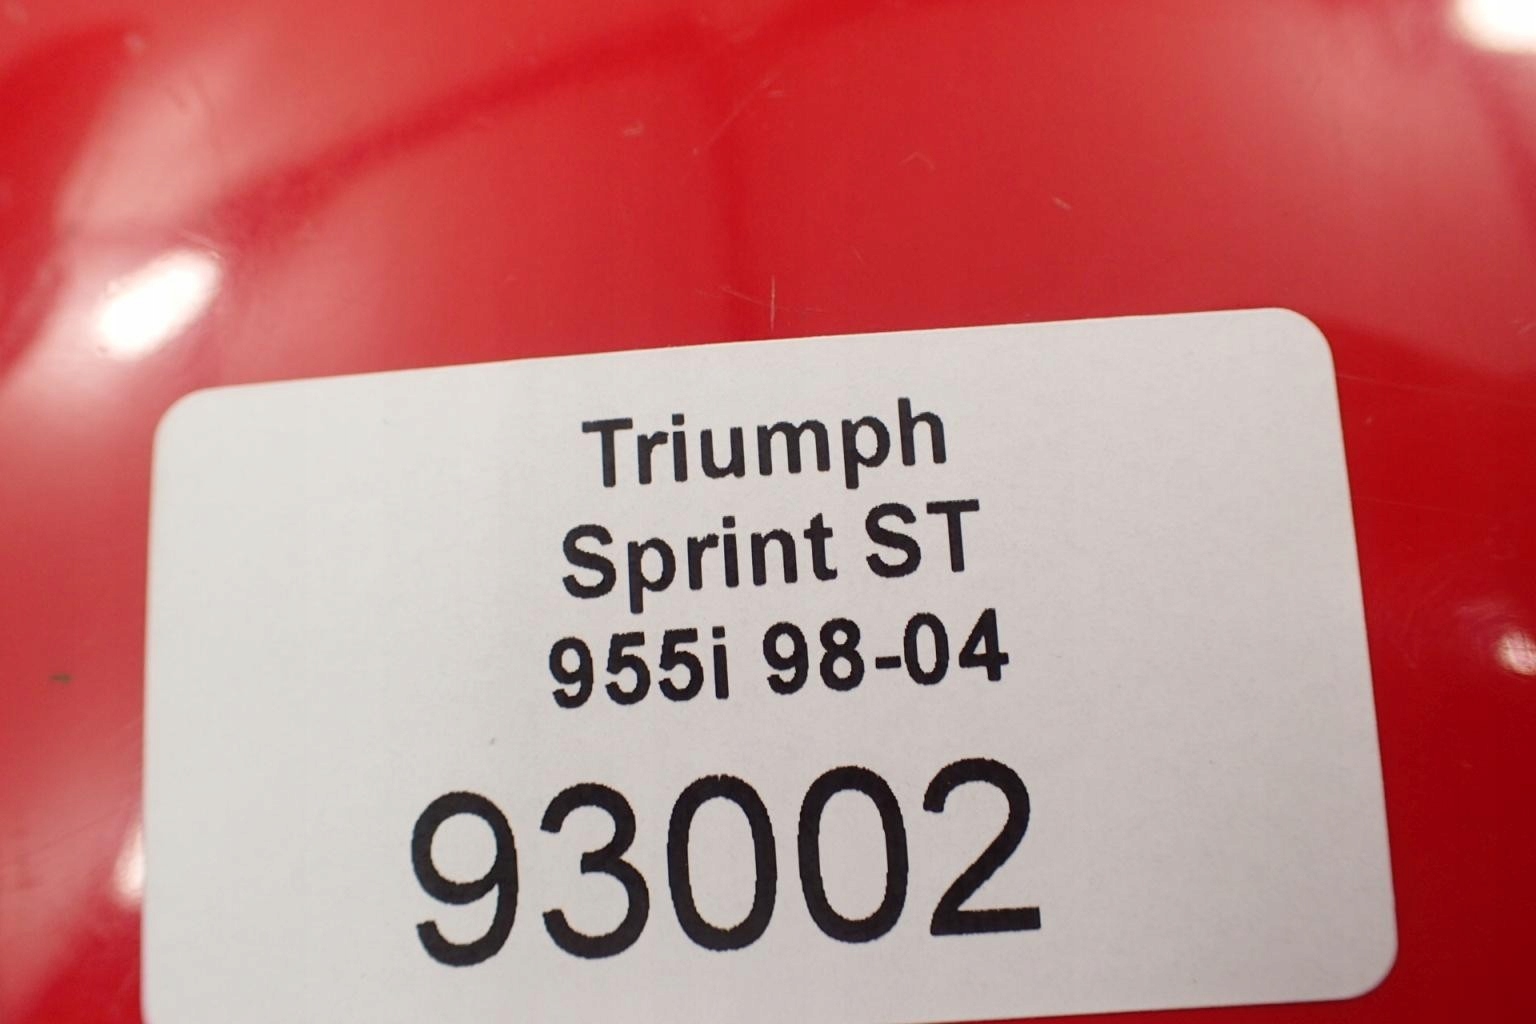 Triumph
Sprint ST
955i 98-04
93002